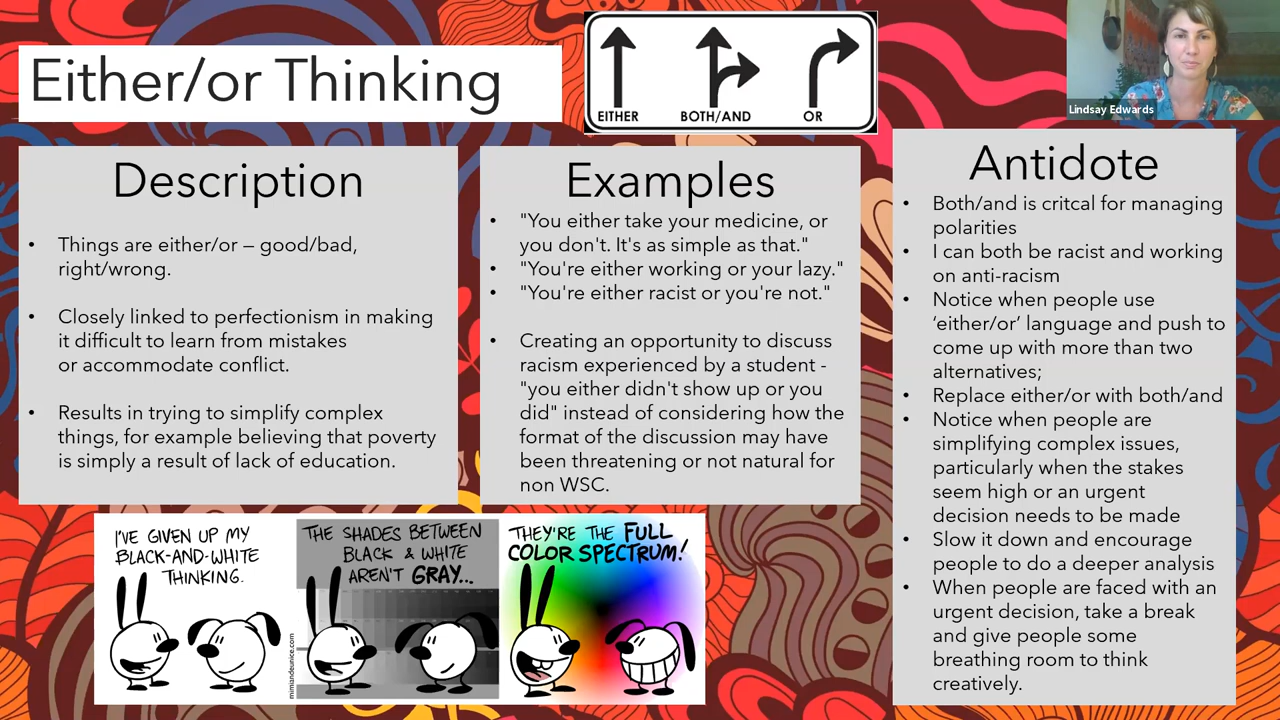 Either/or Thinking
EITHER
BOTH/AND
OR
Lindsay Edwards
Description
• Things are either/or – good/bad,
right/wrong.
• Closely linked to perfectionism in making
it difficult to learn from mistakes
or accommodate conflict.
• Results in trying to simplify complex
things, for example believing that poverty
is simply a result of lack of education.
Examples
• "You either take your medicine, or
you don't. It's as simple as that."
• "You're either working or your lazy."
• "You're either racist or you're not."
• Creating an opportunity to discuss
racism experienced by a student -
"you either didn't show up or you
did" instead of considering how the
format of the discussion may have
been threatening or not natural for
non WSC.
Antidote
• Both/and is critcal for managing
polarities
• I can both be racist and working
on anti-racism
• Notice when people use
‘either/or’ language and push to
come up with more than two
alternatives;
• Replace either/or with both/and
• Notice when people are
simplifying complex issues,
particularly when the stakes
seem high or an urgent
decision needs to be made
• Slow it down and encourage
people to do a deeper analysis
• When people are faced with an
urgent decision, take a break
and give people some
breathing room to think
creatively.
I'VE GIVEN UP MY
BLACK-AND-WHITE
THINKING.
mimiandeunice.com
THE SHADES BETWEEN
BLACK & WHITE
AREN'T GRAY...
THEY'RE THE FULL
COLOR SPECTRUM!